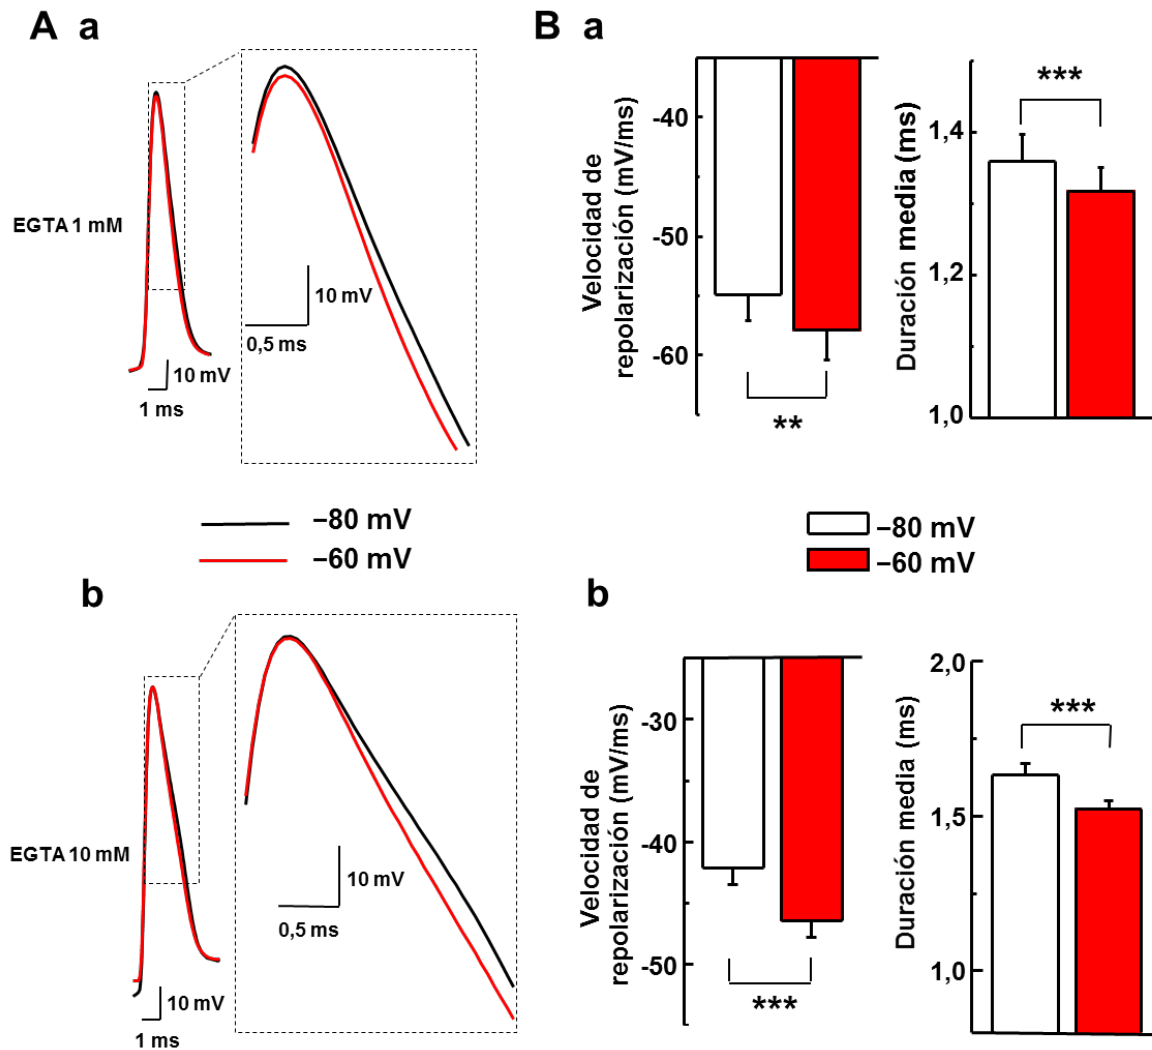 A a
EGTA 1 mM
10 mV
1 ms
10 mV
0,5 ms
B a
Velocidad de
repolarización (mV/ms)
-40
-50
-60
**
Duración media (ms)
1,4
1,2
1,0
***
−80 mV
−60 mV
−80 mV
−60 mV
b
EGTA 10 mM
10 mV
1 ms
10 mV
0,5 ms
b
Velocidad de
repolarización (mV/ms)
-30
-40
-50
***
Duración media (ms)
2,0
1,5
1,0
***